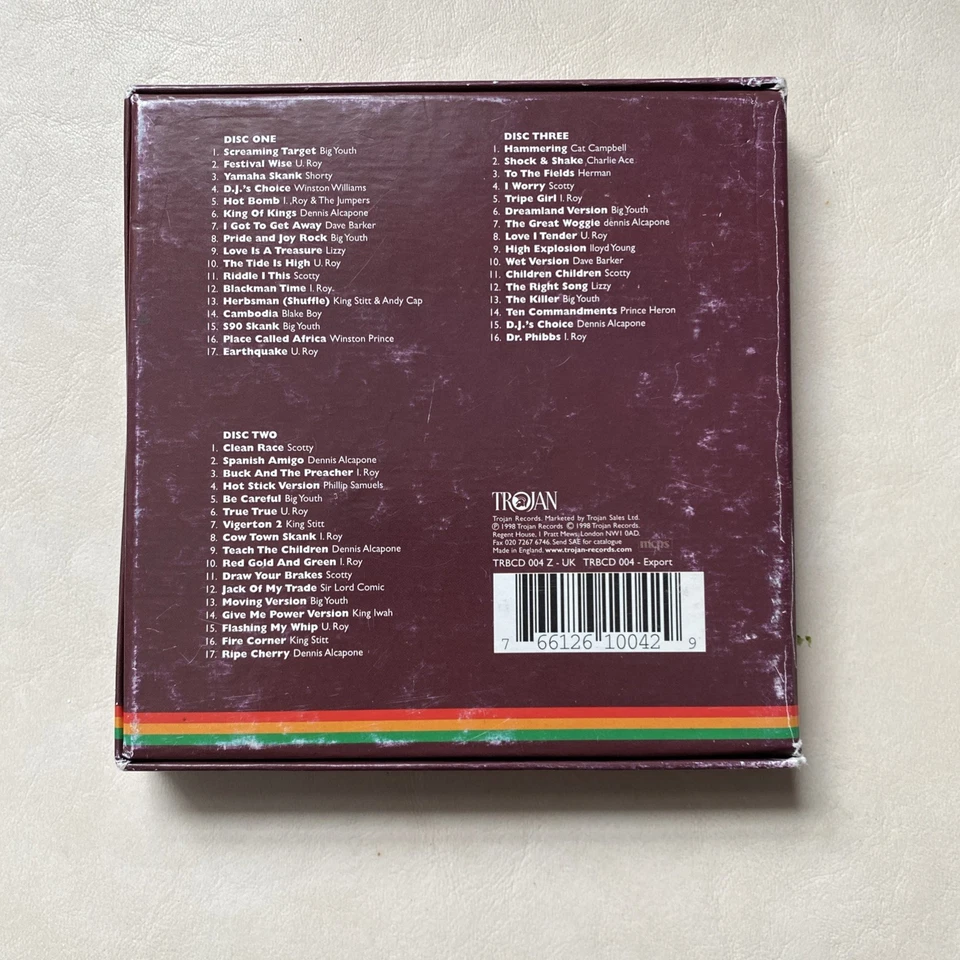 DISC ONE
1. Screaming Target Big Youth
2. Festival Wise U. Roy
3. Yamaha Skank Shorty
4. D.J.'s Choice Winston Williams
5. Hot Bomb I. ,Roy & The Jumpers
6. King Of Kings Dennis Alcapone
7. I Got To Get Away Dave Barker
8. Pride and Joy Rock Big Youth
9. Love Is A Treasure Lizzy
10. The Tide Is High U. Roy
11. Riddle I This Scotty
12. Blackman Time I. Roy.
13. Herbsman (Shuffle) King Stitt & Andy Cap
14. Cambodia Blake Boy
15. S90 Skank Big Youth
16. Place Called Africa Winston Prince
17. Earthquake U. Roy
DISC TWO
1. Clean Race Scotty
2. Spanish Amigo Dennis Alcapone
3. Buck And The Preacher I. Roy
4. Hot Stick Version Phillip Samuels
5. Be Careful Big Youth
6. True True U. Roy
7. Vigerton 2 King Stitt
8. Cow Town Skank I. Roy
9. Teach The Children Dennis Alcapone
10. Red Gold And Green I. Roy
11. Draw Your Brakes Scotty
12. Jack Of My Trade Sir Lord Comic
13. Moving Version Big Youth
14. Give Me Power Version King Iwah
15. Flashing My Whip U. Roy
16. Fire Corner King Stitt
17. Ripe Cherry Dennis Alcapone
DISC THREE
1. Hammering Cat Campbell
2. Shock & Shake Charlie Ace
3. To The Fields Herman
4. I Worry Scotty
5. Tripe Girl I. Roy
6. Dreamland Version Big Youth
7. The Great Woggie dennis Alcapone
8. Love I Tender U. Roy
9. High Explosion lloyd Young
10. Wet Version Dave Barker
11. Children Children Scotty
12. The Right Song Lizzy
13. The Killer Big Youth
14. Ten Commandments Prince Heron
15. D.J.'s Choice Dennis Alcapone
16. Dr. Phibbs I. Roy
TROJAN
Trojan Records. Marketed by Trojan Sales Ltd.
℗ 1998 Trojan Records © 1998 Trojan Records.
Regent House, 1 Pratt Mews, London NW1 0AD.
Fax 020 7267 6746. Send SAE for catalogue
Made in England. www.trojan-records.com
mcps
TRBCD 004 Z - UK TRBCD 004 - Export
7 66126 10042 9